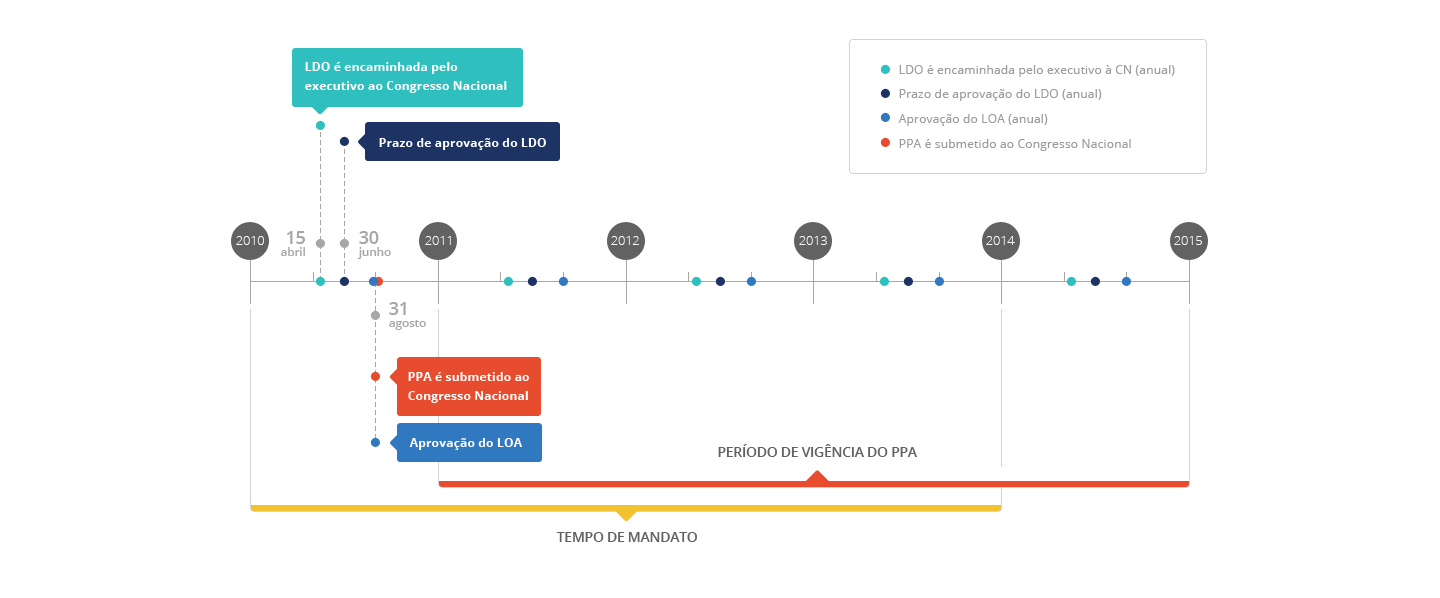 LDO é encaminhada pelo
executivo ao Congresso Nacional
Prazo de aprovação do LDO
LDO é encaminhada pelo executivo à CN (anual)
Prazo de aprovação do LDO (anual)
Aprovação do LOA (anual)
PPA é submetido ao Congresso Nacional
2010
15
abril
30
junho
2011
2012
2013
2014
2015
31
agosto
PPA é submetido ao
Congresso Nacional
Aprovação do LOA
PERÍODO DE VIGÊNCIA DO PPA
TEMPO DE MANDATO